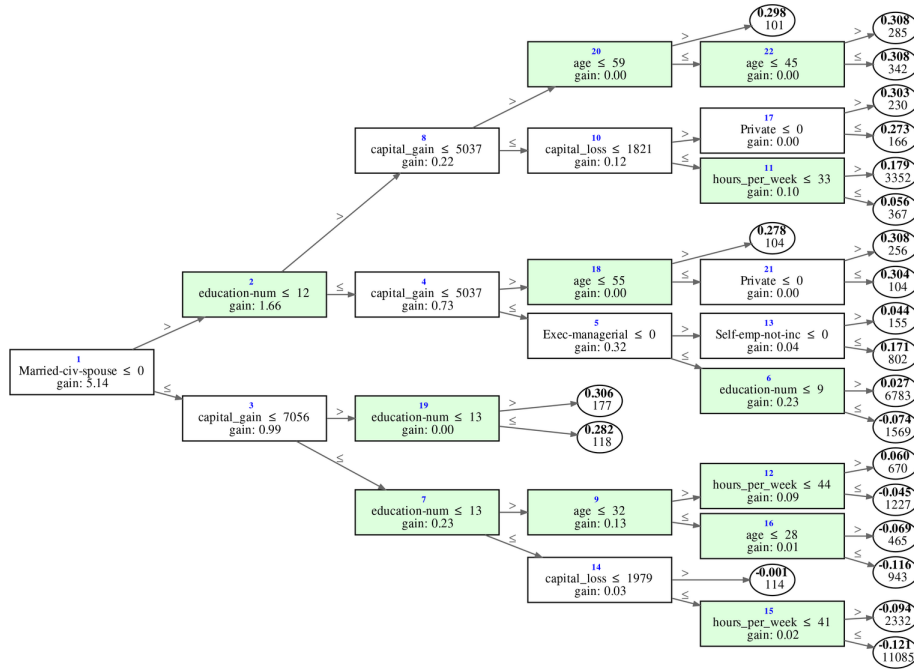 0.298
101
0.308
285
20
age ≤ 59
gain: 0.00
>
≤
22
age ≤ 45
gain: 0.00
>
≤
0.308
342
>
0.303
230
8
capital_gain ≤ 5037
gain: 0.22
≤
10
capital_loss ≤ 1821
gain: 0.12
>
≤
17
Private ≤ 0
gain: 0.00
>
≤
0.273
166
11
hours_per_week ≤ 33
gain: 0.10
>
≤
0.179
3352
0.056
367
>
0.278
104
0.308
256
2
education-num ≤ 12
gain: 1.66
≤
4
capital_gain ≤ 5037
gain: 0.73
>
≤
18
age ≤ 55
gain: 0.00
>
≤
21
Private ≤ 0
gain: 0.00
>
≤
0.304
104
5
Exec-managerial ≤ 0
gain: 0.32
>
≤
13
Self-emp-not-inc ≤ 0
gain: 0.04
>
≤
0.044
155
0.171
802
1
Married-civ-spouse ≤ 0
gain: 5.14
>
≤
6
education-num ≤ 9
gain: 0.23
>
≤
0.027
6783
-0.074
1569
3
capital_gain ≤ 7056
gain: 0.99
>
≤
19
education-num ≤ 13
gain: 0.00
>
≤
0.306
177
0.282
118
7
education-num ≤ 13
gain: 0.23
>
≤
9
age ≤ 32
gain: 0.13
>
≤
12
hours_per_week ≤ 44
gain: 0.09
>
≤
0.060
670
-0.045
1227
16
age ≤ 28
gain: 0.01
>
≤
-0.069
465
-0.116
943
14
capital_loss ≤ 1979
gain: 0.03
>
≤
-0.001
114
15
hours_per_week ≤ 41
gain: 0.02
>
≤
-0.094
2332
-0.121
11085